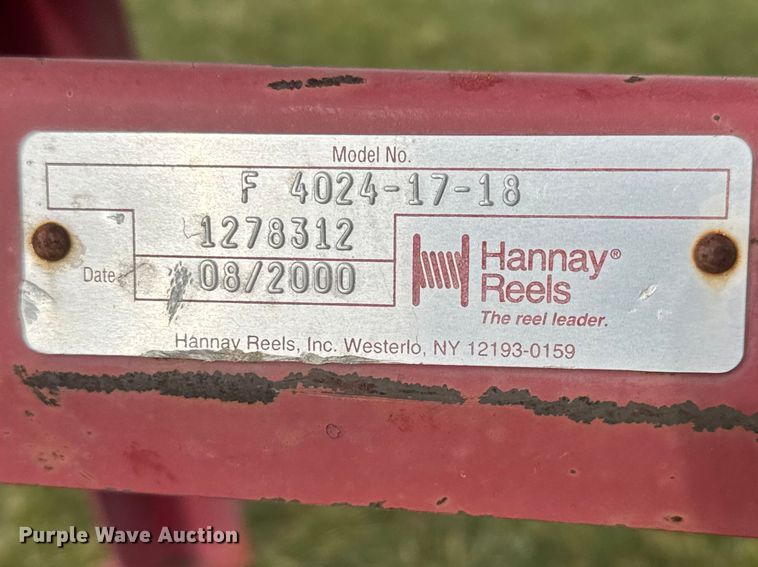 Model No.
F 4024-17-18
1278312
Date 08/2000
Hannay®
Reels
The reel leader.
Hannay Reels, Inc. Westerlo, NY 12193-0159
Purple Wave Auction